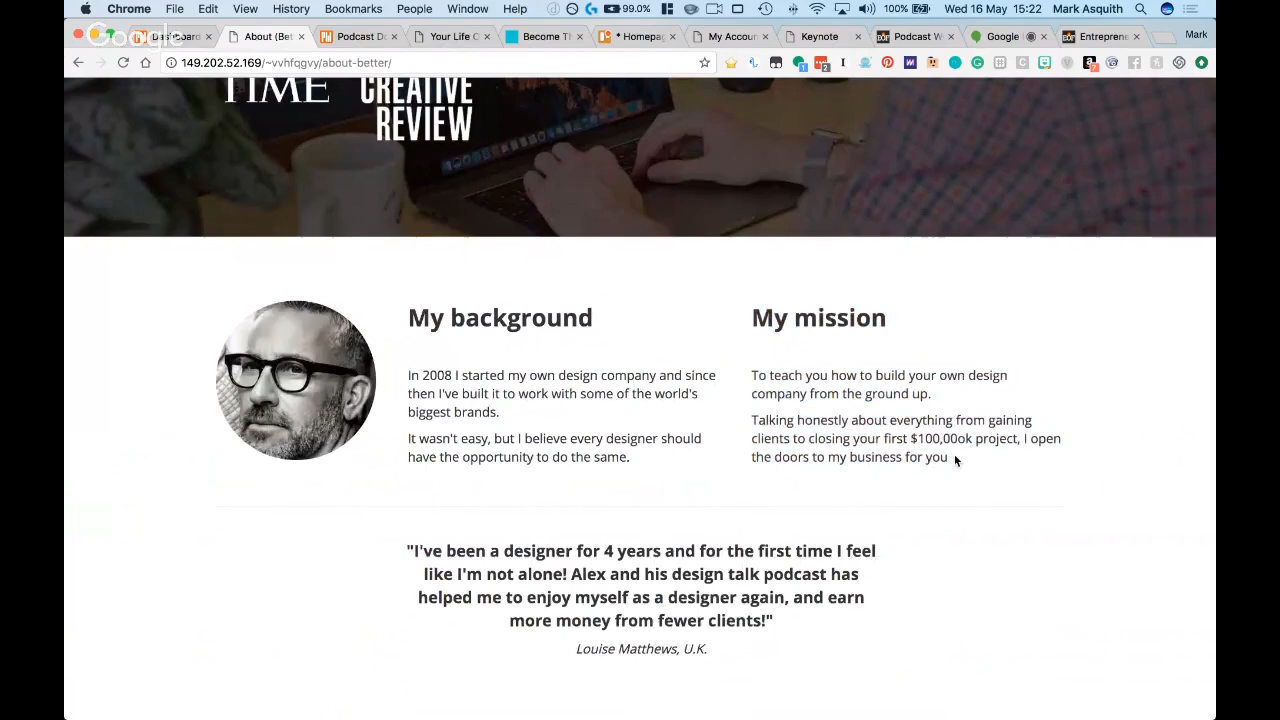 Chrome File Edit View History Bookmarks People Window Help 99.0% 100% Wed 16 May 15:22 Mark Asquith
Google
Dashboard About (Bet Podcast Do Your Life C Become Th * Homepag My Accoun Keynote Podcast W Google Entreprene Mark
149.202.52.169/~vvhfqgvy/about-better/
TIME CREATIVE
REVIEW
My background
In 2008 I started my own design company and since
then I've built it to work with some of the world's
biggest brands.
It wasn't easy, but I believe every designer should
have the opportunity to do the same.
My mission
To teach you how to build your own design
company from the ground up.
Talking honestly about everything from gaining
clients to closing your first $100,00ok project, I open
the doors to my business for you
"I've been a designer for 4 years and for the first time I feel
like I'm not alone! Alex and his design talk podcast has
helped me to enjoy myself as a designer again, and earn
more money from fewer clients!"
Louise Matthews, U.K.